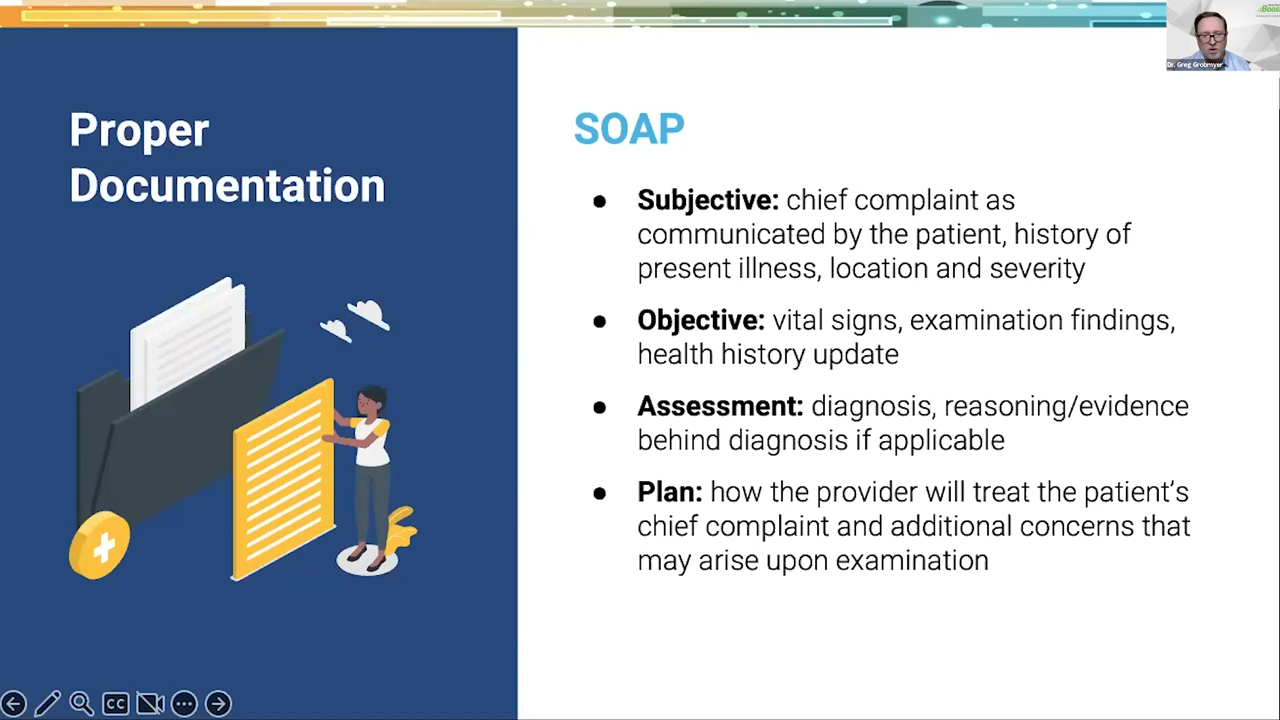 Proper
Documentation
SOAP
● Subjective: chief complaint as
communicated by the patient, history of
present illness, location and severity
● Objective: vital signs, examination findings,
health history update
● Assessment: diagnosis, reasoning/evidence
behind diagnosis if applicable
● Plan: how the provider will treat the patient’s
chief complaint and additional concerns that
may arise upon examination
Boos
Dr. Greg Grobmyer
CC